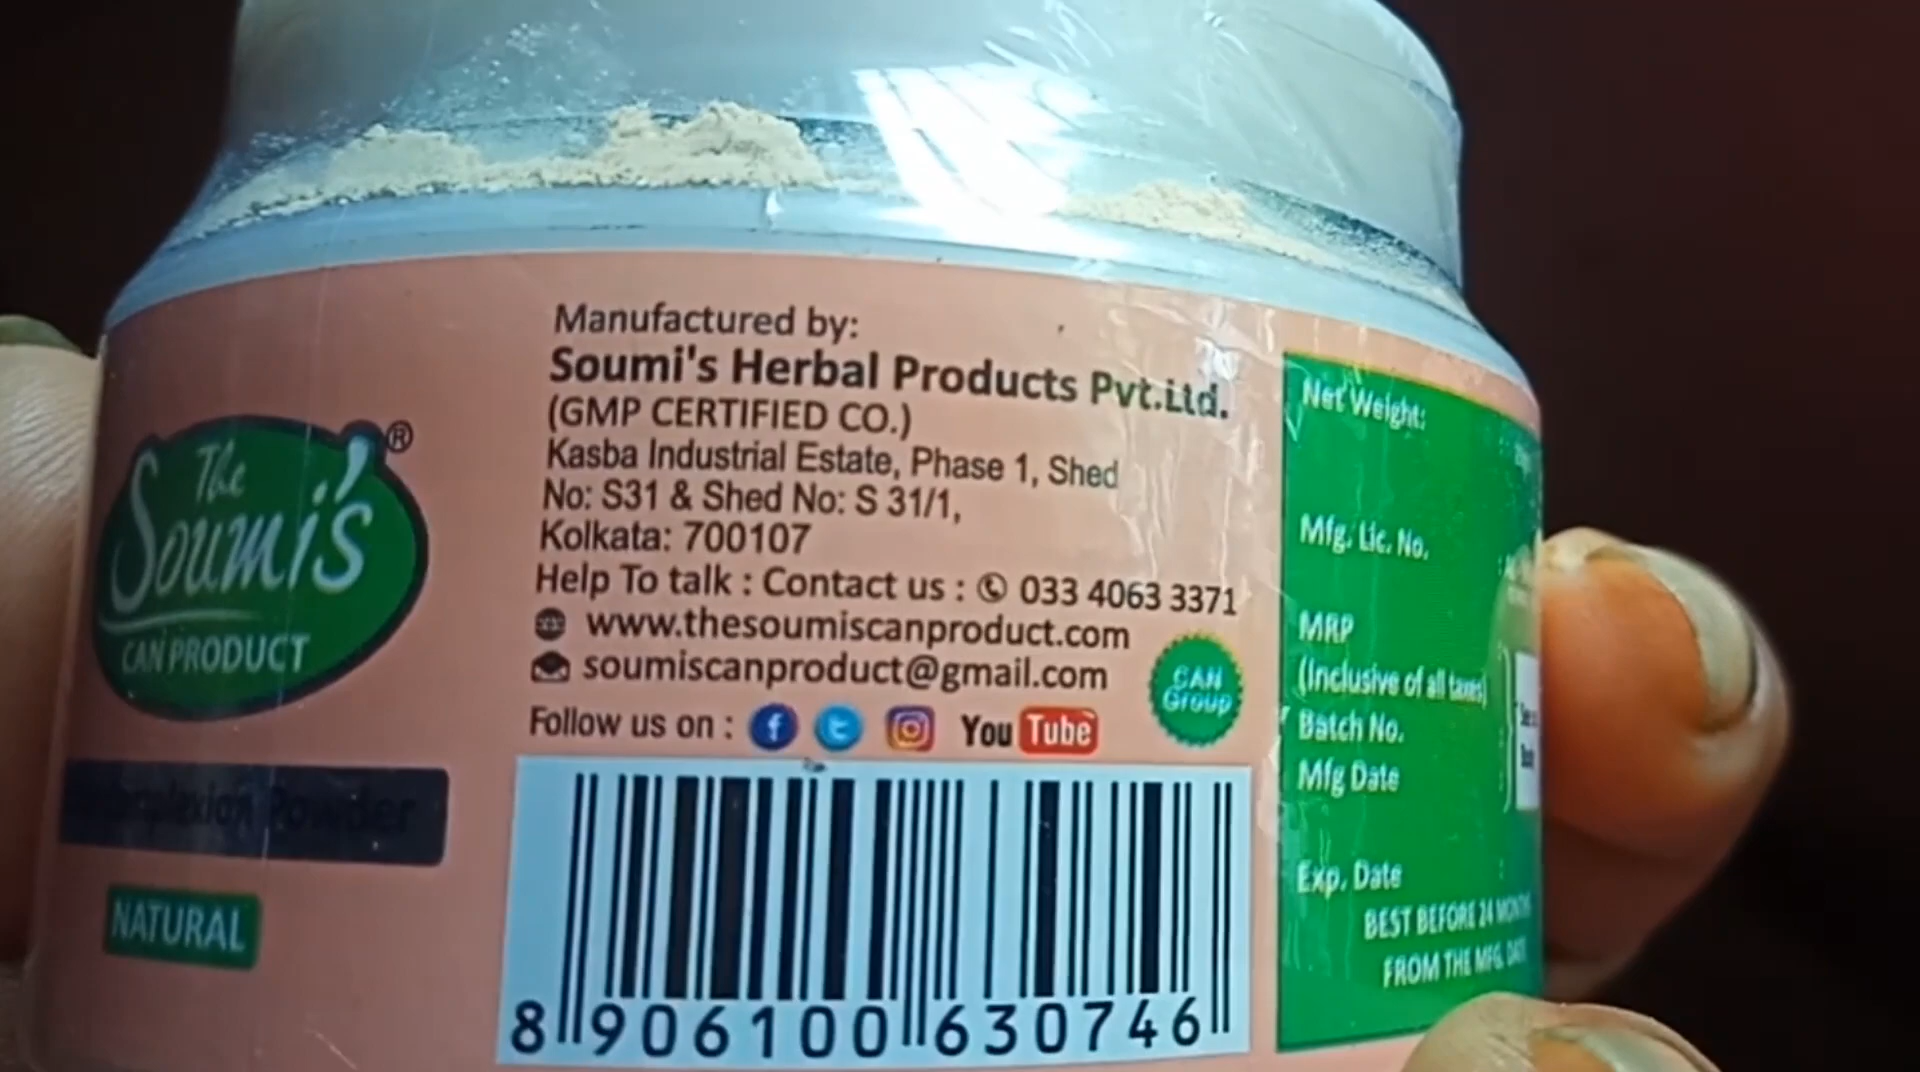 The
Soumi's
®
CAN PRODUCT
Complexion Powder
NATURAL
Manufactured by:
Soumi's Herbal Products Pvt.Ltd.
(GMP CERTIFIED CO.)
Kasba Industrial Estate, Phase 1, Shed
No: S31 & Shed No: S 31/1,
Kolkata: 700107
Help To talk : Contact us : 033 4063 3371
www.thesoumiscanproduct.com
soumiscanproduct@gmail.com
Follow us on : You Tube
CAN
Group
8 906100 630746
Net Weight:
Mfg. Lic. No.
MRP
(Inclusive of all taxes)
Batch No.
Mfg Date
Exp. Date
BEST BEFORE 24
FROM THE MFG.